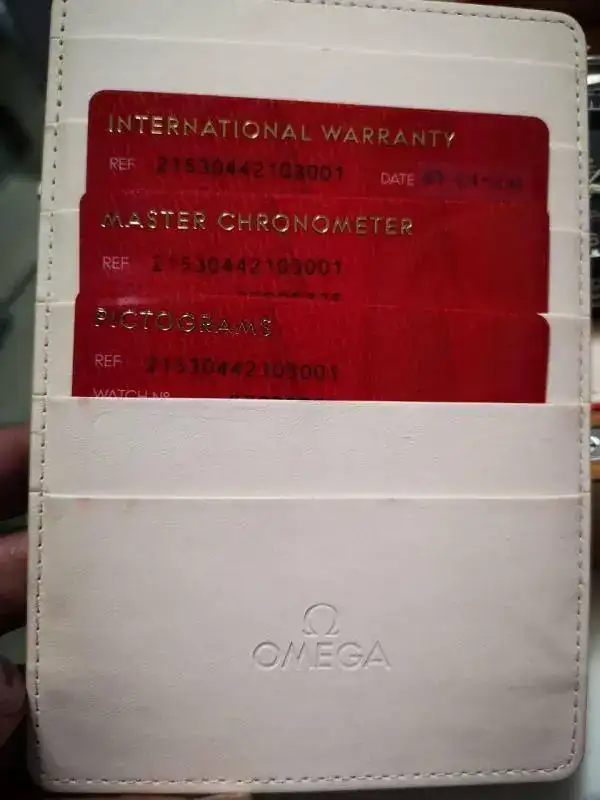 INTERNATIONAL WARRANTY
REF 21530442103001 DATE
MASTER CHRONOMETER
REF 21530442103001
PICTOGRAMS
REF 21530442103001
WATCH Nº
Ω
OMEGA